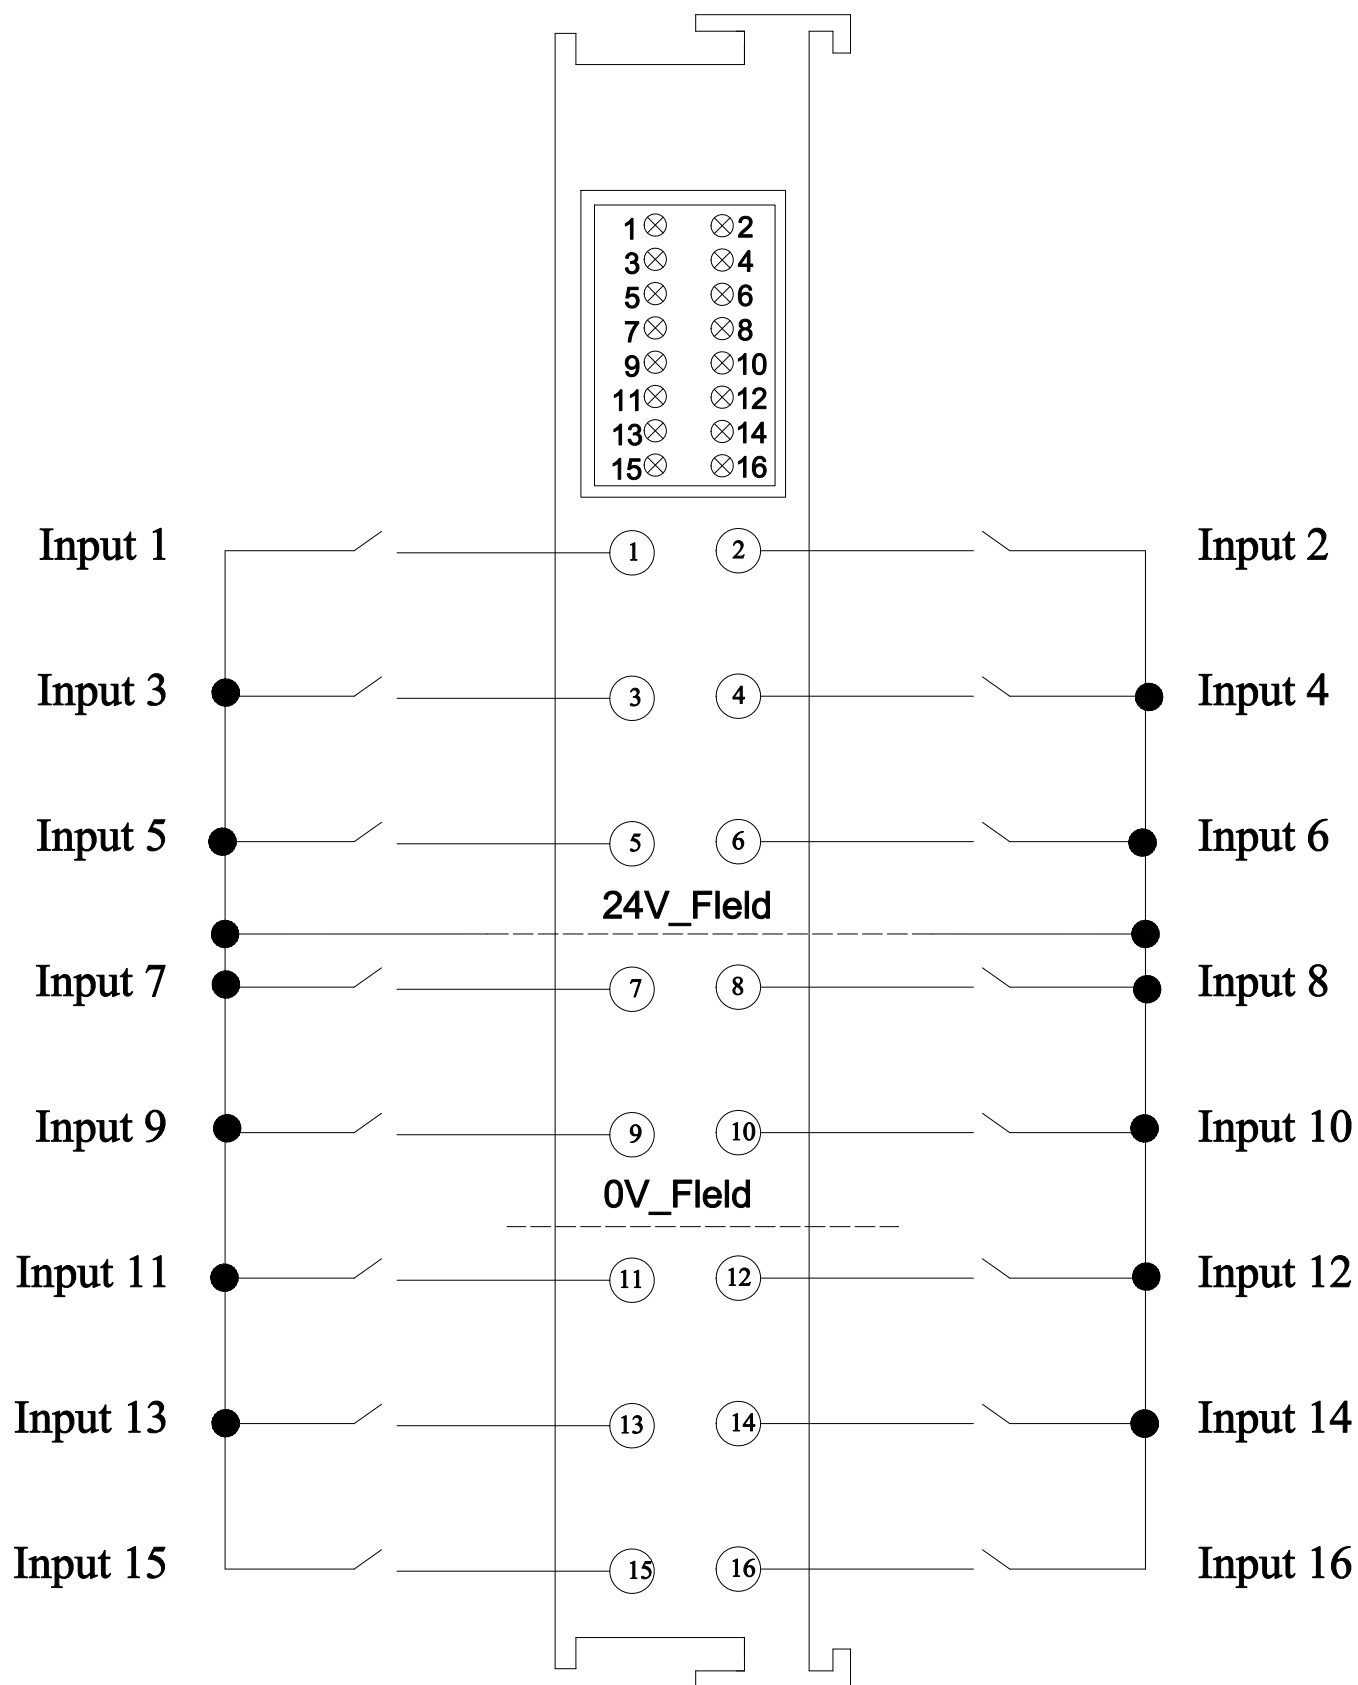 1 2
3 4
5 6
7 8
9 10
11 12
13 14
15 16
Input 1 1 2 Input 2
Input 3 3 4 Input 4
Input 5 5 6 Input 6
24V_FIeld
Input 7 7 8 Input 8
Input 9 9 10 Input 10
0V_FIeld
Input 11 11 12 Input 12
Input 13 13 14 Input 14
Input 15 15 16 Input 16